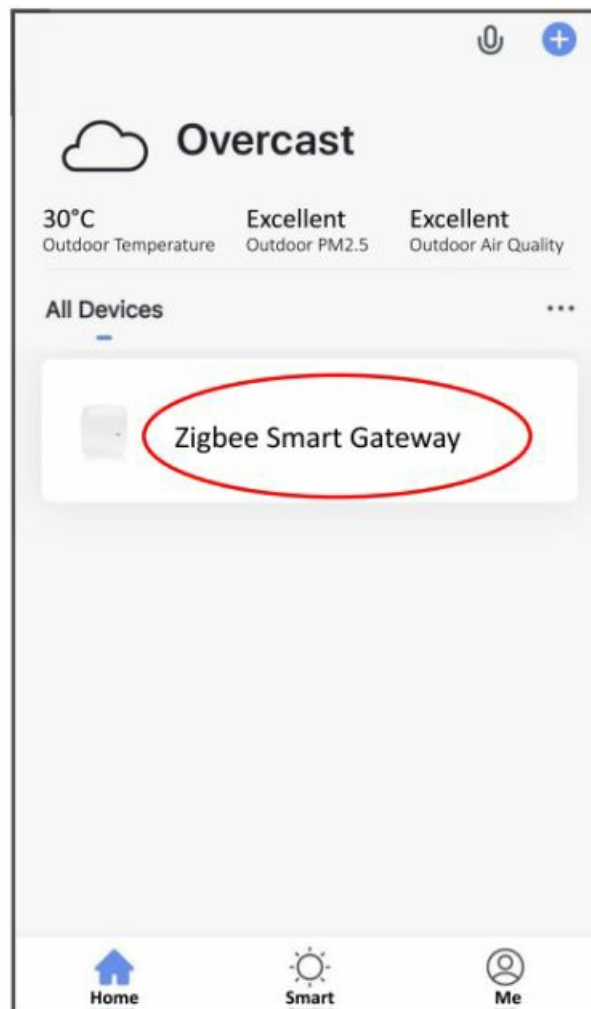 Overcast
30°C Excellent Excellent
Outdoor Temperature Outdoor PM2.5 Outdoor Air Quality
All Devices
Zigbee Smart Gateway
Home Smart Me